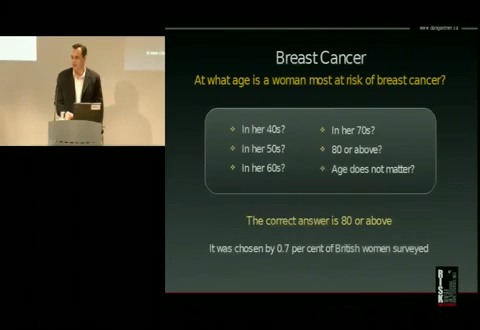 www.dangardner.ca
Breast Cancer
At what age is a woman most at risk of breast cancer?
❖ In her 40s?
❖ In her 50s?
❖ In her 60s?
❖ In her 70s?
❖ 80 or above?
❖ Age does not matter?
The correct answer is 80 or above
It was chosen by 0.7 per cent of British women surveyed
RISK